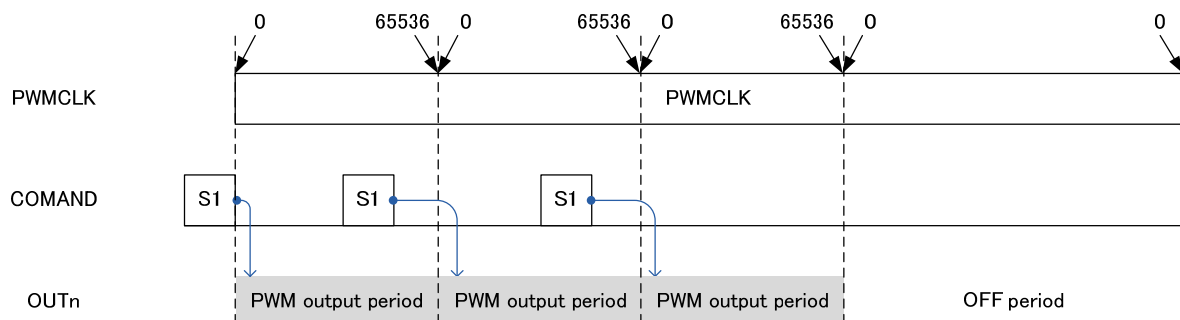 0 65536 0 65536 0 65536 0 0
PWMCLK PWMCLK
COMAND S1 S1 S1
OUTn PWM output period PWM output period PWM output period OFF period